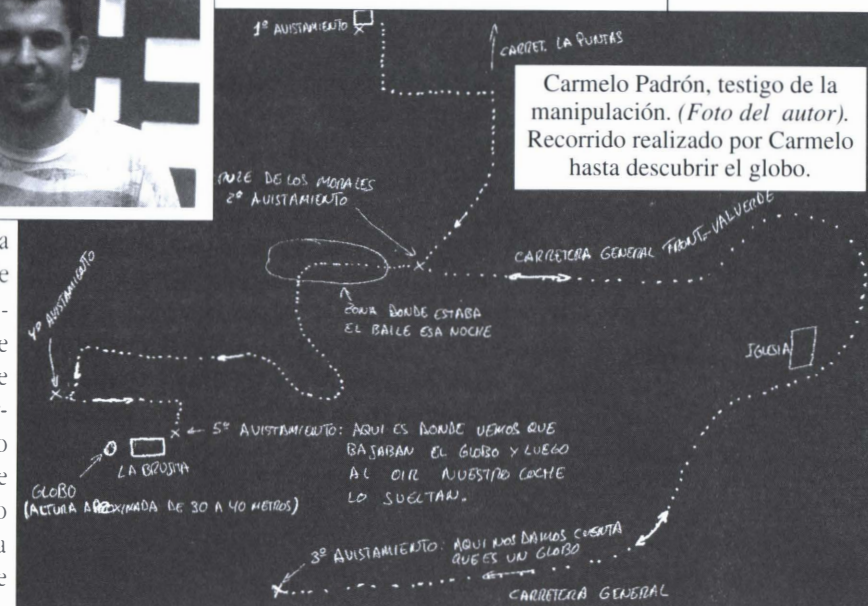 1º AVISTAMIENTO
CARRET. LA PUNTAS
Carmelo Padrón, testigo de la
manipulación. (Foto del autor).
Recorrido realizado por Carmelo
hasta descubrir el globo.
DE LOS MORALES
2º AVISTAMIENTO
CARRETERA GENERAL FRONT-VALVERDE
ZONA DONDE ESTABA
EL BAILE ESA NOCHE
IGLESIA
4º AVISTAMIENTO
5º AVISTAMIENTO: AQUI ES DONDE VEMOS QUE
BAJABAN EL GLOBO Y LUEGO
AL OIR NUESTRO COCHE
LO SUELTAN.
LA BRUJITA
GLOBO
(ALTURA APROXIMADA DE 30 A 40 METROS)
3º AVISTAMIENTO: AQUI NOS DAMOS CUENTA
QUE ES UN GLOBO
CARRETERA GENERAL